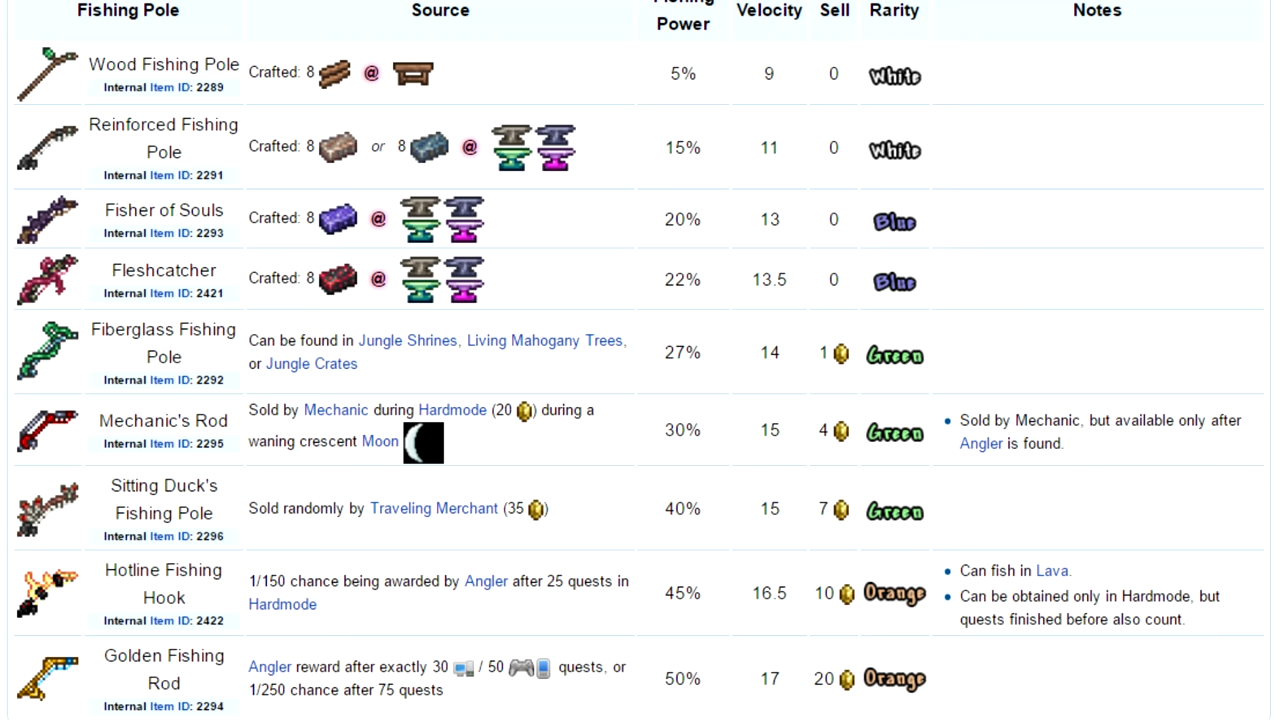 Fishing Pole Source Fishing Power Velocity Sell Rarity Notes
Wood Fishing Pole
Internal Item ID: 2289
Crafted: 8 @
5% 9 0 White
Reinforced Fishing
Pole
Internal Item ID: 2291
Crafted: 8 or 8 @
15% 11 0 White
Fisher of Souls
Internal Item ID: 2293
Crafted: 8 @
20% 13 0 Blue
Fleshcatcher
Internal Item ID: 2421
Crafted: 8 @
22% 13.5 0 Blue
Fiberglass Fishing
Pole
Internal Item ID: 2292
Can be found in Jungle Shrines, Living Mahogany Trees,
or Jungle Crates
27% 14 1 Green
Mechanic's Rod
Internal Item ID: 2295
Sold by Mechanic during Hardmode (20 ) during a
waning crescent Moon
30% 15 4 Green
• Sold by Mechanic, but available only after
Angler is found.
Sitting Duck's
Fishing Pole
Internal Item ID: 2296
Sold randomly by Traveling Merchant (35 )
40% 15 7 Green
Hotline Fishing
Hook
Internal Item ID: 2422
1/150 chance being awarded by Angler after 25 quests in
Hardmode
45% 16.5 10 Orange
• Can fish in Lava.
• Can be obtained only in Hardmode, but
quests finished before also count.
Golden Fishing
Rod
Internal Item ID: 2294
Angler reward after exactly 30 / 50 quests, or
1/250 chance after 75 quests
50% 17 20 Orange